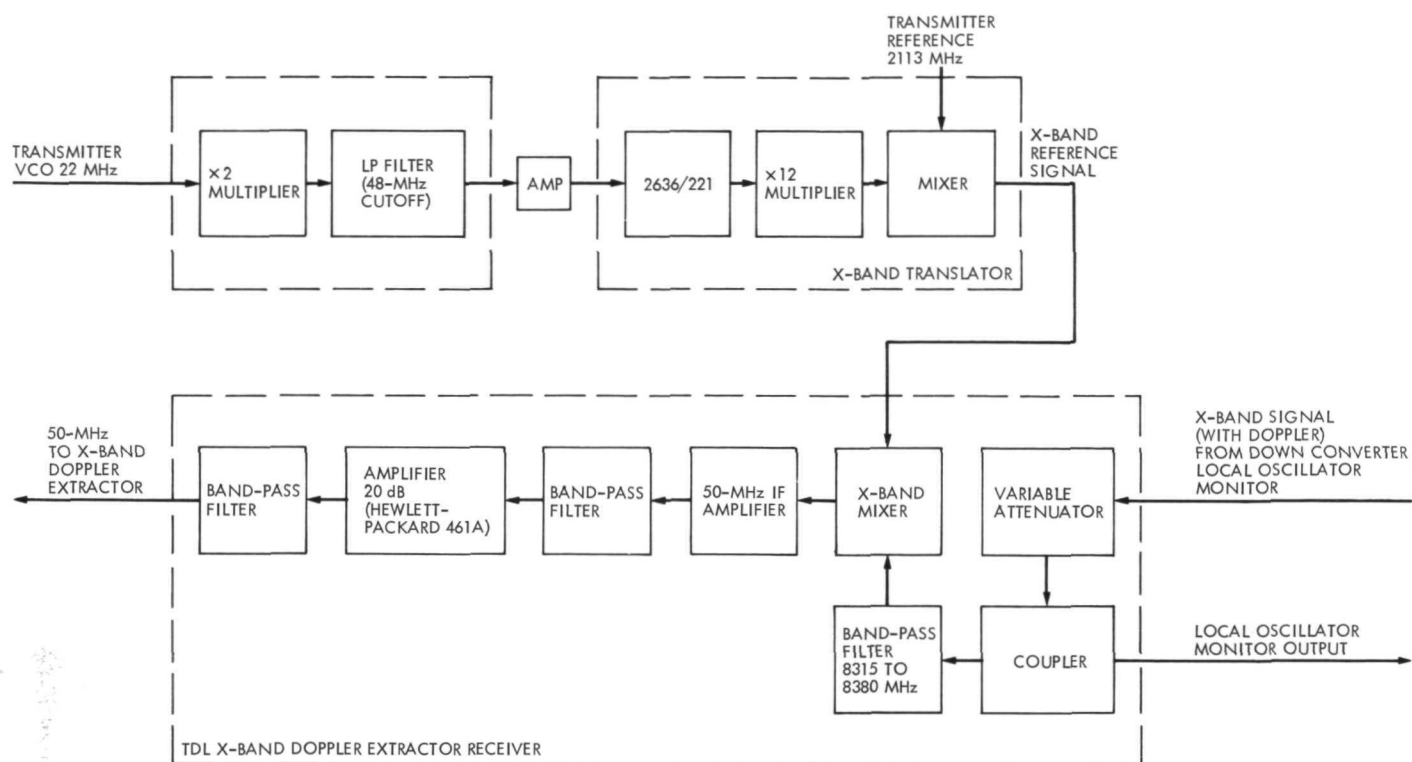 TRANSMITTER
REFERENCE
2113 MHz
TRANSMITTER
VCO 22 MHz
×2
MULTIPLIER
LP FILTER
(48-MHz
CUTOFF)
AMP
2636/221
×12
MULTIPLIER
MIXER
X-BAND
REFERENCE
SIGNAL
X-BAND TRANSLATOR
50-MHz
TO X-BAND
DOPPLER
EXTRACTOR
BAND-PASS
FILTER
AMPLIFIER
20 dB
(HEWLETT-
PACKARD 461A)
BAND-PASS
FILTER
50-MHz IF
AMPLIFIER
X-BAND
MIXER
VARIABLE
ATTENUATOR
X-BAND SIGNAL
(WITH DOPPLER)
FROM DOWN CONVERTER
LOCAL OSCILLATOR
MONITOR
BAND-PASS
FILTER
8315 TO
8380 MHz
COUPLER
LOCAL OSCILLATOR
MONITOR OUTPUT
TDL X-BAND DOPPLER EXTRACTOR RECEIVER